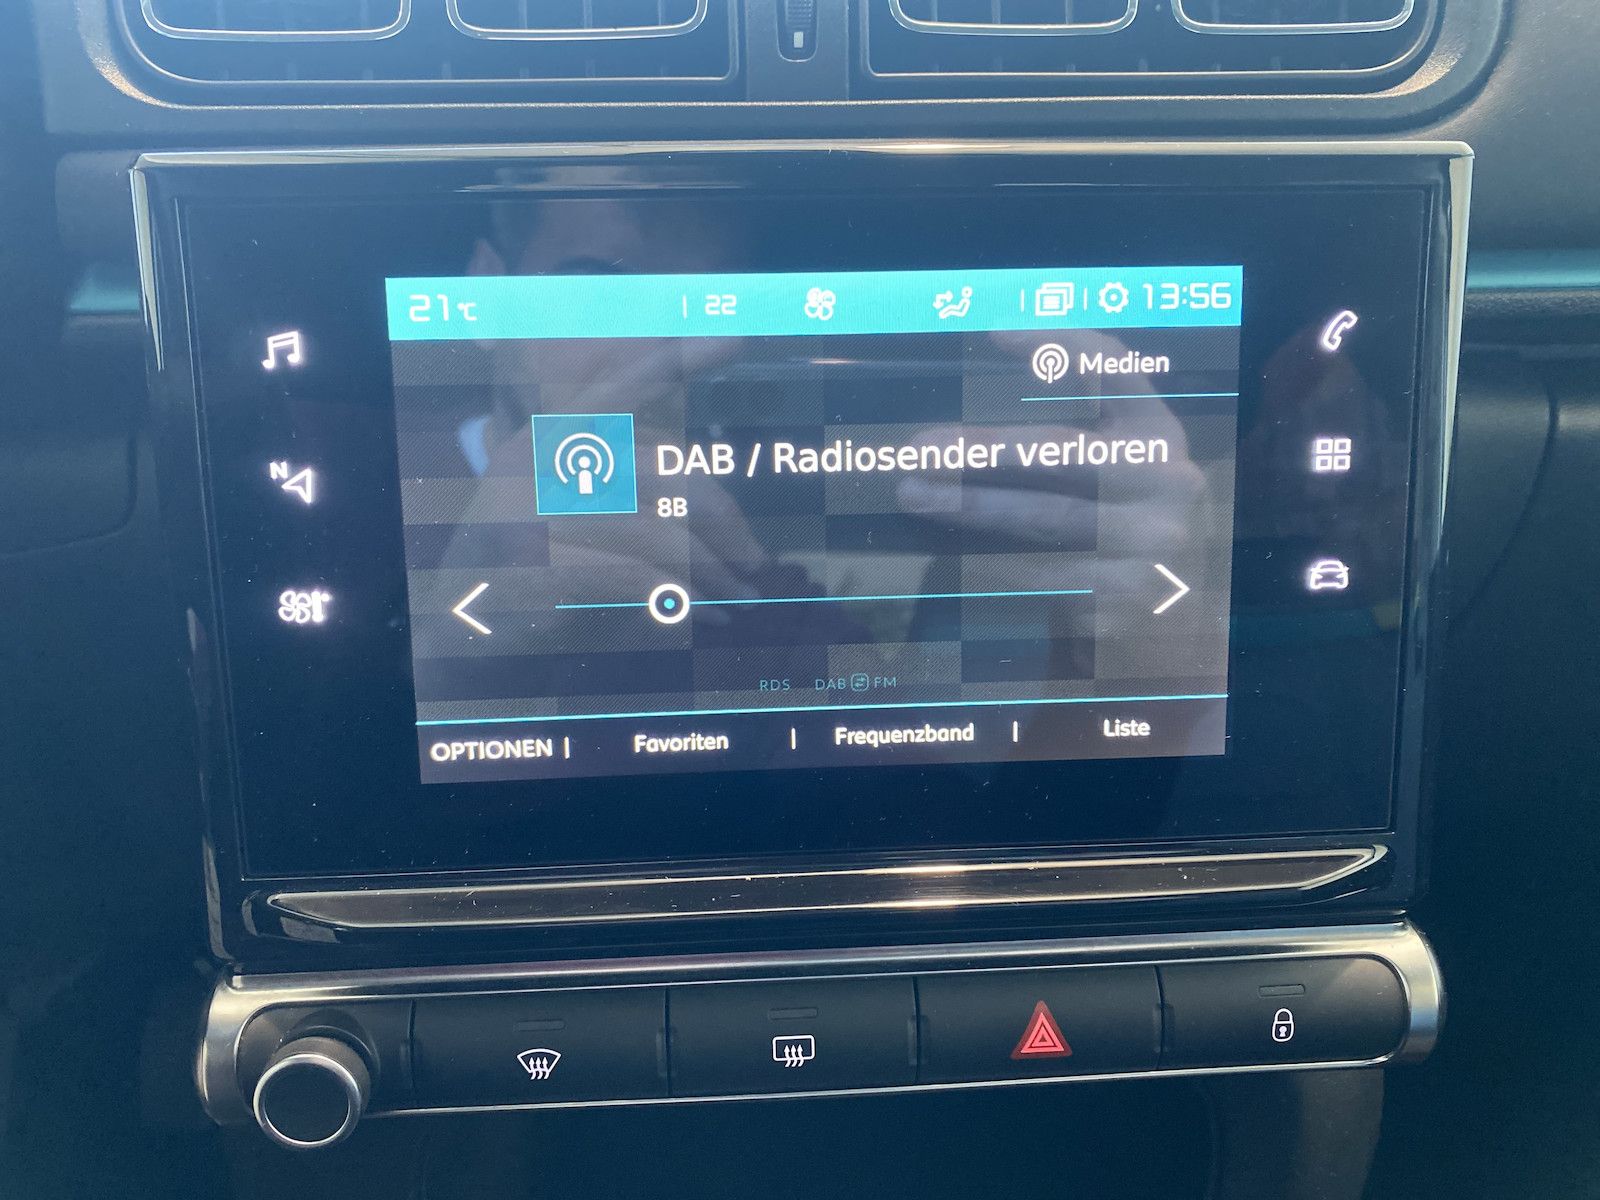 21°C | 22 | | 13:56
Medien
DAB / Radiosender verloren
8B
RDS DAB FM
OPTIONEN | Favoriten | Frequenzband | Liste
N